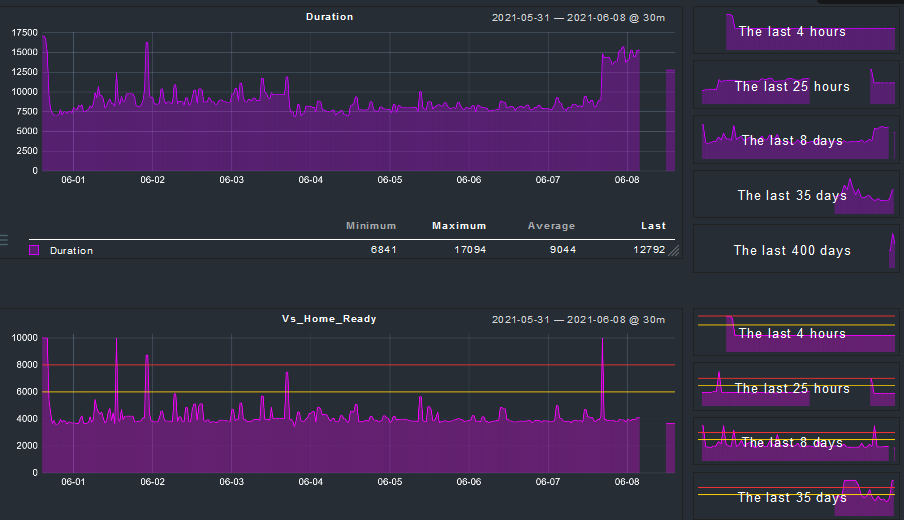 Duration 2021-05-31 — 2021-06-08 @ 30m
17500
15000
12500
10000
7500
5000
2500
0
06-01 06-02 06-03 06-04 06-05 06-06 06-07 06-08
Minimum Maximum Average Last
Duration 6841 17094 9044 12792
The last 4 hours
The last 25 hours
The last 8 days
The last 35 days
The last 400 days
Vs_Home_Ready 2021-05-31 — 2021-06-08 @ 30m
10000
8000
6000
4000
2000
0
06-01 06-02 06-03 06-04 06-05 06-06 06-07 06-08
The last 4 hours
The last 25 hours
The last 8 days
The last 35 days